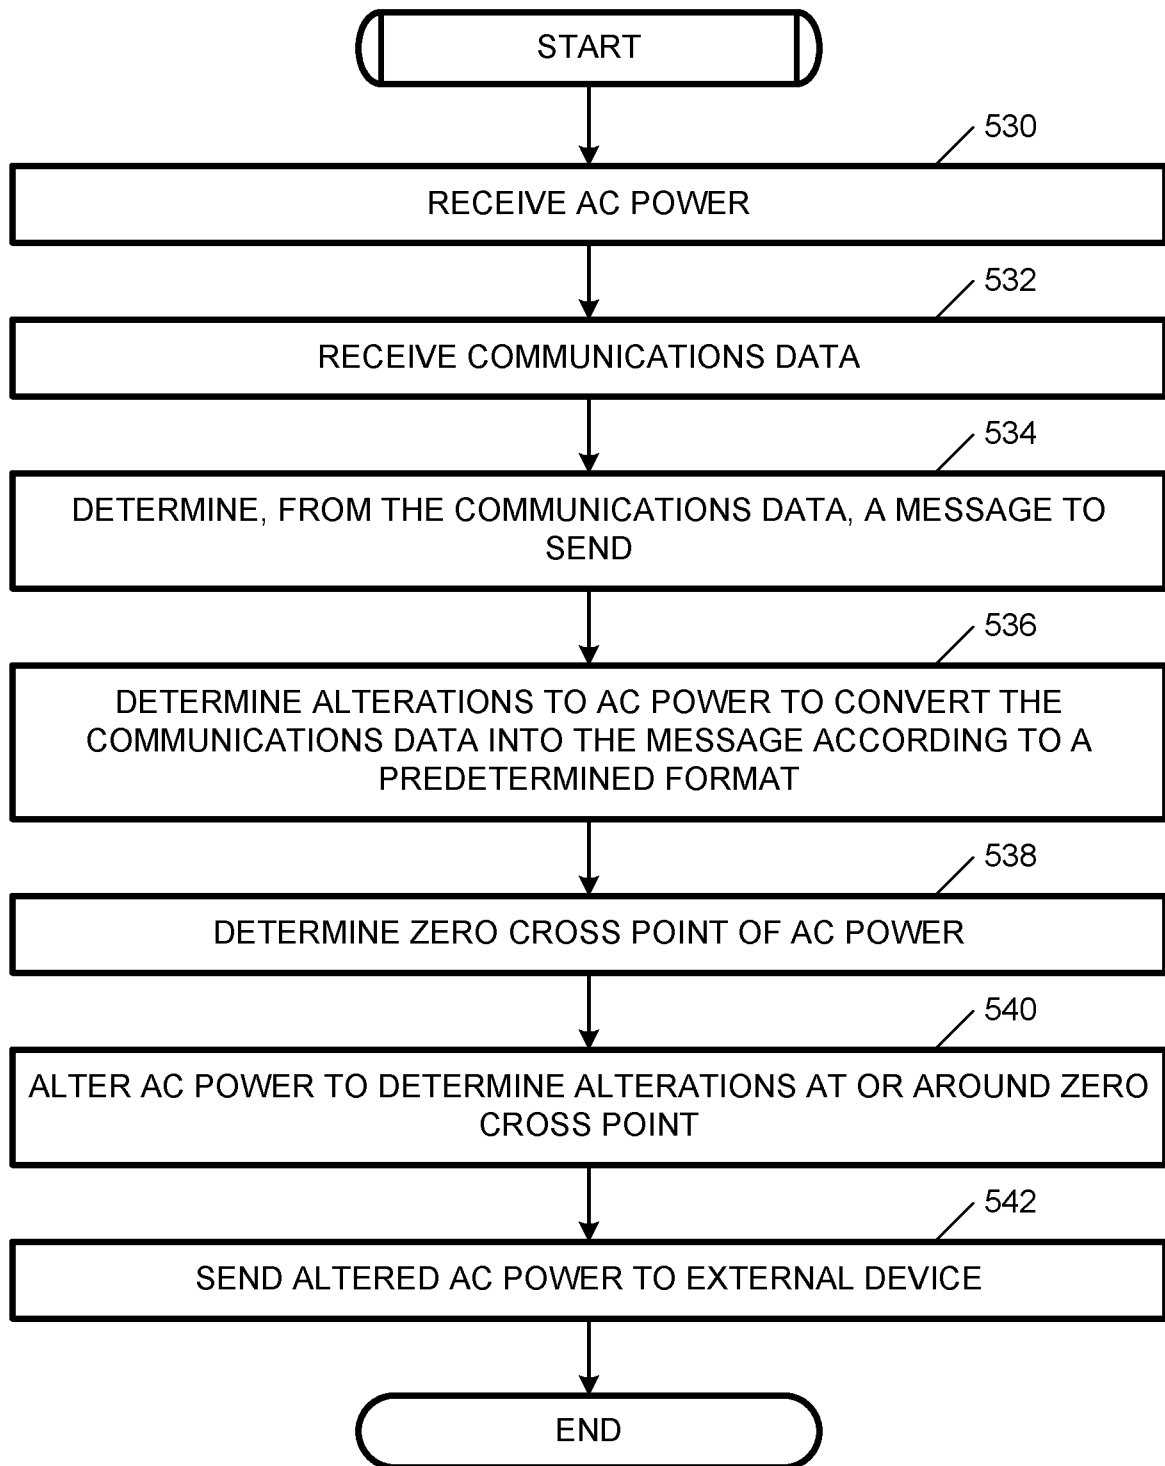 START
530
RECEIVE AC POWER
532
RECEIVE COMMUNICATIONS DATA
534
DETERMINE, FROM THE COMMUNICATIONS DATA, A MESSAGE TO
SEND
536
DETERMINE ALTERATIONS TO AC POWER TO CONVERT THE
COMMUNICATIONS DATA INTO THE MESSAGE ACCORDING TO A
PREDETERMINED FORMAT
538
DETERMINE ZERO CROSS POINT OF AC POWER
540
ALTER AC POWER TO DETERMINE ALTERATIONS AT OR AROUND ZERO
CROSS POINT
542
SEND ALTERED AC POWER TO EXTERNAL DEVICE
END